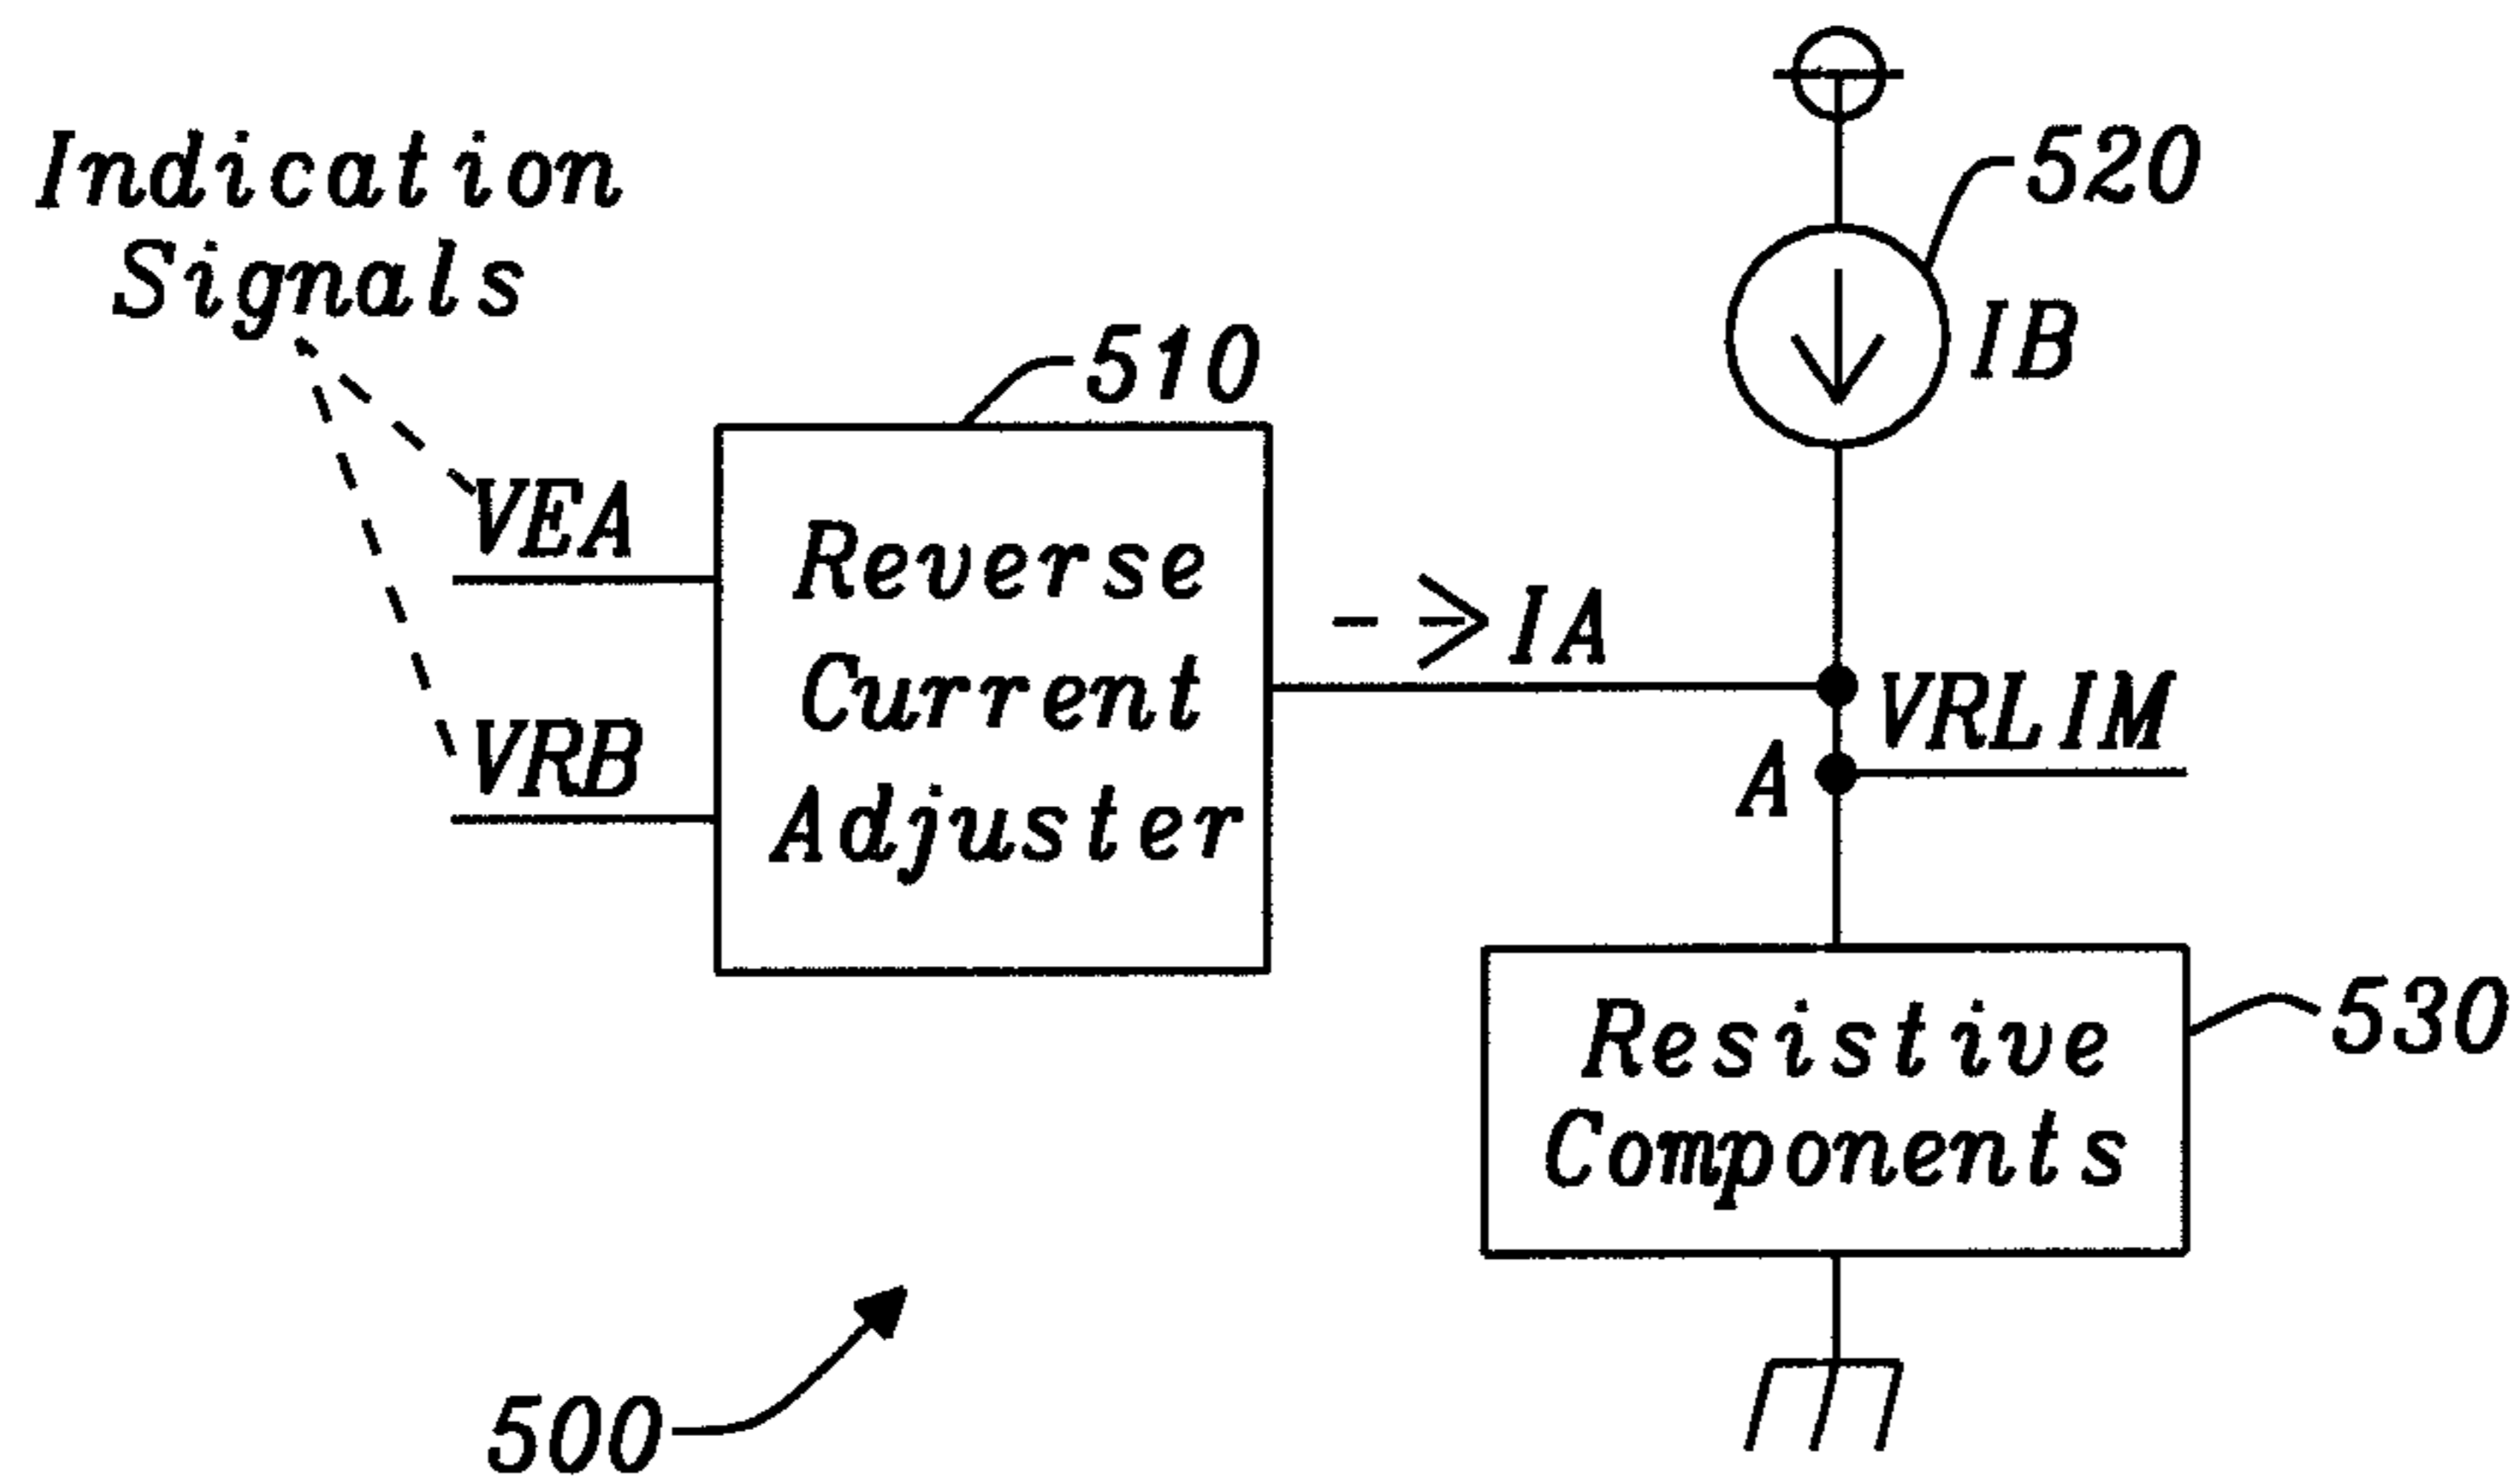 Indication
Signals
VEA
VRB
510
Reverse
Current
Adjuster
IA
520
IB
VRLIM
A
Resistive
Components
530
500